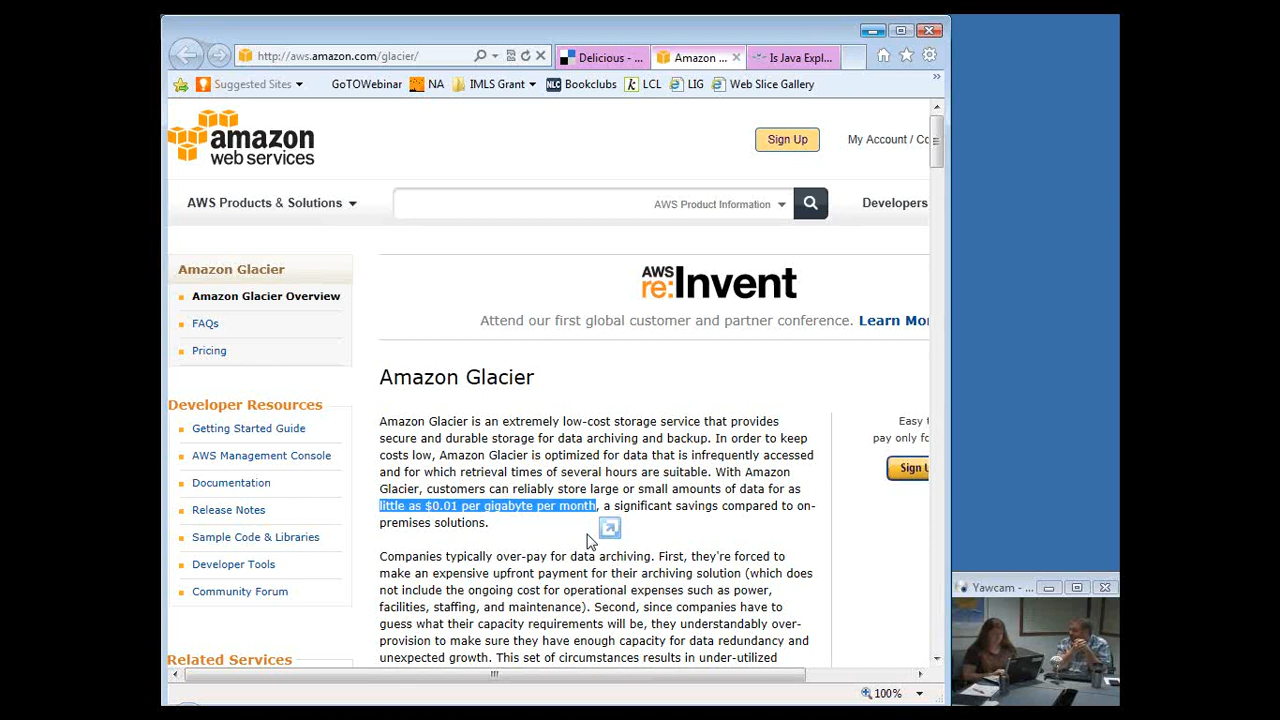 http://aws.amazon.com/glacier/
Delicious - ...
Amazon ...
Is Java Expl...
Suggested Sites
GoTOWebinar
NA
IMLS Grant
NLC
Bookclubs
k
LCL
LIG
Web Slice Gallery
amazon
web services
Sign Up
My Account / Co
AWS Products & Solutions
AWS Product Information
Developers
Amazon Glacier
Amazon Glacier Overview
FAQs
Pricing
Developer Resources
Getting Started Guide
AWS Management Console
Documentation
Release Notes
Sample Code & Libraries
Developer Tools
Community Forum
Related Services
AWS
re:Invent
Attend our first global customer and partner conference. Learn Mor
Amazon Glacier
Amazon Glacier is an extremely low-cost storage service that provides
secure and durable storage for data archiving and backup. In order to keep
costs low, Amazon Glacier is optimized for data that is infrequently accessed
and for which retrieval times of several hours are suitable. With Amazon
Glacier, customers can reliably store large or small amounts of data for as
little as $0.01 per gigabyte per month, a significant savings compared to on-
premises solutions.
Companies typically over-pay for data archiving. First, they're forced to
make an expensive upfront payment for their archiving solution (which does
not include the ongoing cost for operational expenses such as power,
facilities, staffing, and maintenance). Second, since companies have to
guess what their capacity requirements will be, they understandably over-
provision to make sure they have enough capacity for data redundancy and
unexpected growth. This set of circumstances results in under-utilized
Easy t
pay only fo
Sign U
100%
Yawcam - ...